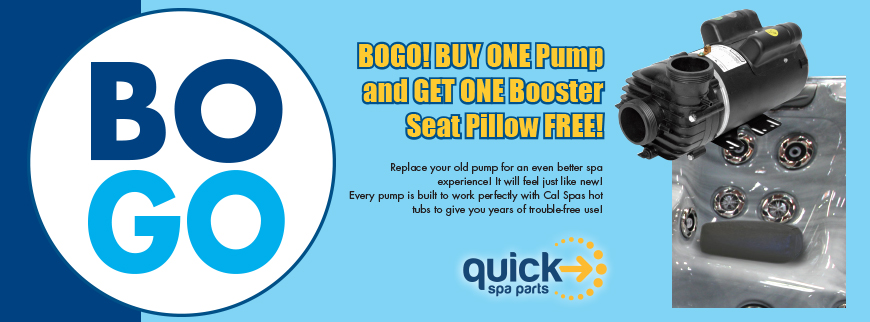 BO
GO
BOGO! BUY ONE Pump
and GET ONE Booster
Seat Pillow FREE!
Replace your old pump for an even better spa
experience! It will feel just like new!
Every pump is built to work perfectly with Cal Spas hot
tubs to give you years of trouble-free use!
quick
spa parts